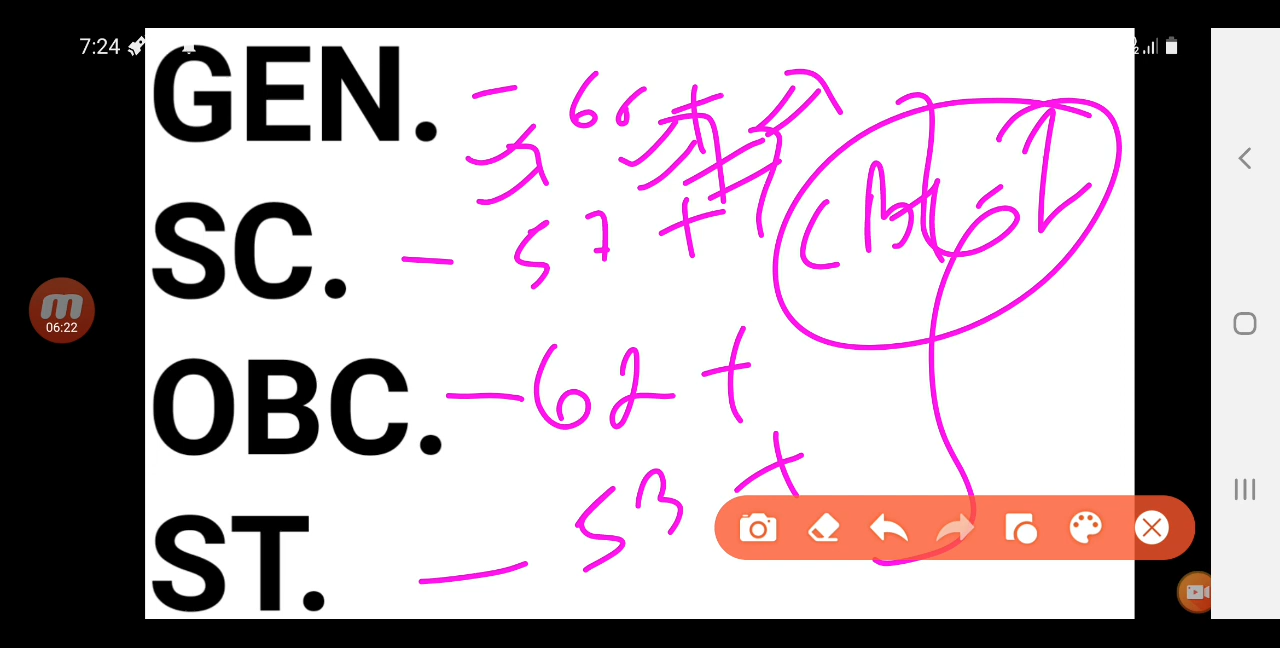 7:24
GEN. - 66 +
SC. - 57 +
OBC. - 62 +
ST. - 53 +
06:22